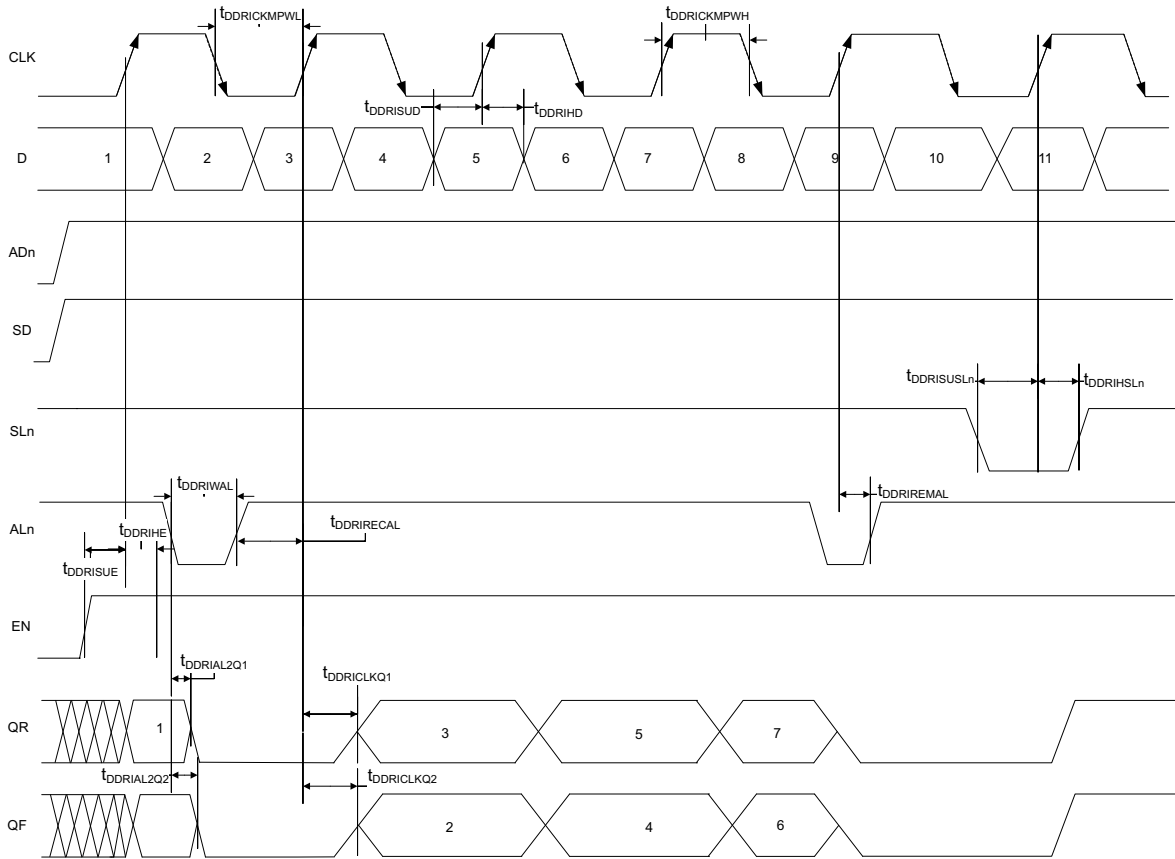 tDDRICKMPWL
tDDRICKMPWH
CLK
tDDRISUD
tDDRIHD
D
1
2
3
4
5
6
7
8
9
10
11
ADn
SD
tDDRISUSLn
tDDRIHSLn
SLn
tDDRIWAL
tDDRIREMAL
ALn
tDDRIHE
tDDRIRECAL
tDDRISUE
EN
tDDRIAL2Q1
tDDRICLKQ1
QR
1
3
5
7
tDDRIAL2Q2
tDDRICLKQ2
QF
2
4
6